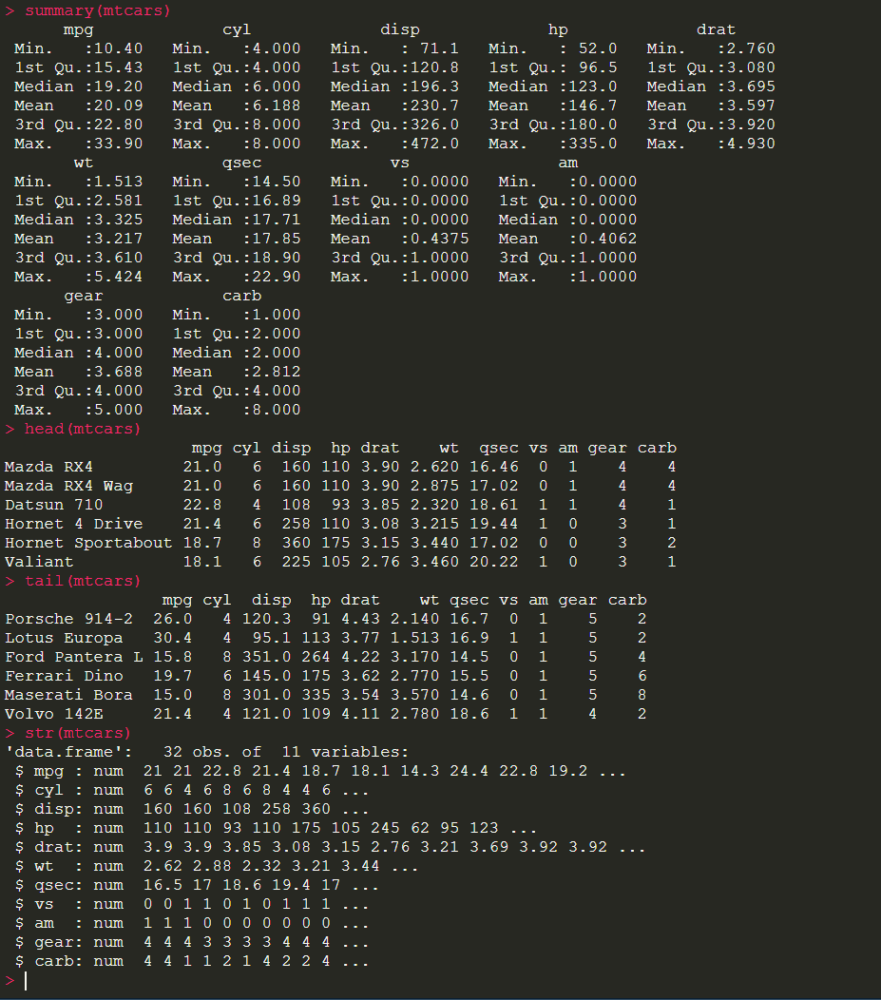 > summary(mtcars)
      mpg             cyl             disp             hp             drat
 Min.   :10.40   Min.   :4.000   Min.   : 71.1   Min.   : 52.0   Min.   :2.760
 1st Qu.:15.43   1st Qu.:4.000   1st Qu.:120.8   1st Qu.: 96.5   1st Qu.:3.080
 Median :19.20   Median :6.000   Median :196.3   Median :123.0   Median :3.695
 Mean   :20.09   Mean   :6.188   Mean   :230.7   Mean   :146.7   Mean   :3.597
 3rd Qu.:22.80   3rd Qu.:8.000   3rd Qu.:326.0   3rd Qu.:180.0   3rd Qu.:3.920
 Max.   :33.90   Max.   :8.000   Max.   :472.0   Max.   :335.0   Max.   :4.930
       wt             qsec             vs               am
 Min.   :1.513   Min.   :14.50   Min.   :0.0000   Min.   :0.0000
 1st Qu.:2.581   1st Qu.:16.89   1st Qu.:0.0000   1st Qu.:0.0000
 Median :3.325   Median :17.71   Median :0.0000   Median :0.0000
 Mean   :3.217   Mean   :17.85   Mean   :0.4375   Mean   :0.4062
 3rd Qu.:3.610   3rd Qu.:18.90   3rd Qu.:1.0000   3rd Qu.:1.0000
 Max.   :5.424   Max.   :22.90   Max.   :1.0000   Max.   :1.0000
      gear            carb
 Min.   :3.000   Min.   :1.000
 1st Qu.:3.000   1st Qu.:2.000
 Median :4.000   Median :2.000
 Mean   :3.688   Mean   :2.812
 3rd Qu.:4.000   3rd Qu.:4.000
 Max.   :5.000   Max.   :8.000
> head(mtcars)
                   mpg cyl disp  hp drat    wt  qsec vs am gear carb
Mazda RX4         21.0   6  160 110 3.90 2.620 16.46  0  1    4    4
Mazda RX4 Wag     21.0   6  160 110 3.90 2.875 17.02  0  1    4    4
Datsun 710        22.8   4  108  93 3.85 2.320 18.61  1  1    4    1
Hornet 4 Drive    21.4   6  258 110 3.08 3.215 19.44  1  0    3    1
Hornet Sportabout 18.7   8  360 175 3.15 3.440 17.02  0  0    3    2
Valiant           18.1   6  225 105 2.76 3.460 20.22  1  0    3    1
> tail(mtcars)
                mpg cyl  disp  hp drat    wt qsec vs am gear carb
Porsche 914-2  26.0   4 120.3  91 4.43 2.140 16.7  0  1    5    2
Lotus Europa   30.4   4  95.1 113 3.77 1.513 16.9  1  1    5    2
Ford Pantera L 15.8   8 351.0 264 4.22 3.170 14.5  0  1    5    4
Ferrari Dino   19.7   6 145.0 175 3.62 2.770 15.5  0  1    5    6
Maserati Bora  15.0   8 301.0 335 3.54 3.570 14.6  0  1    5    8
Volvo 142E     21.4   4 121.0 109 4.11 2.780 18.6  1  1    4    2
> str(mtcars)
'data.frame':   32 obs. of  11 variables:
 $ mpg : num  21 21 22.8 21.4 18.7 18.1 14.3 24.4 22.8 19.2 ...
 $ cyl : num  6 6 4 6 8 6 8 4 4 6 ...
 $ disp: num  160 160 108 258 360 ...
 $ hp  : num  110 110 93 110 175 105 245 62 95 123 ...
 $ drat: num  3.9 3.9 3.85 3.08 3.15 2.76 3.21 3.69 3.92 3.92 ...
 $ wt  : num  2.62 2.88 2.32 3.21 3.44 ...
 $ qsec: num  16.5 17 18.6 19.4 17 ...
 $ vs  : num  0 0 1 1 0 1 0 1 1 1 ...
 $ am  : num  1 1 1 0 0 0 0 0 0 0 ...
 $ gear: num  4 4 4 3 3 3 3 4 4 4 ...
 $ carb: num  4 4 1 1 2 1 4 2 2 4 ...
>